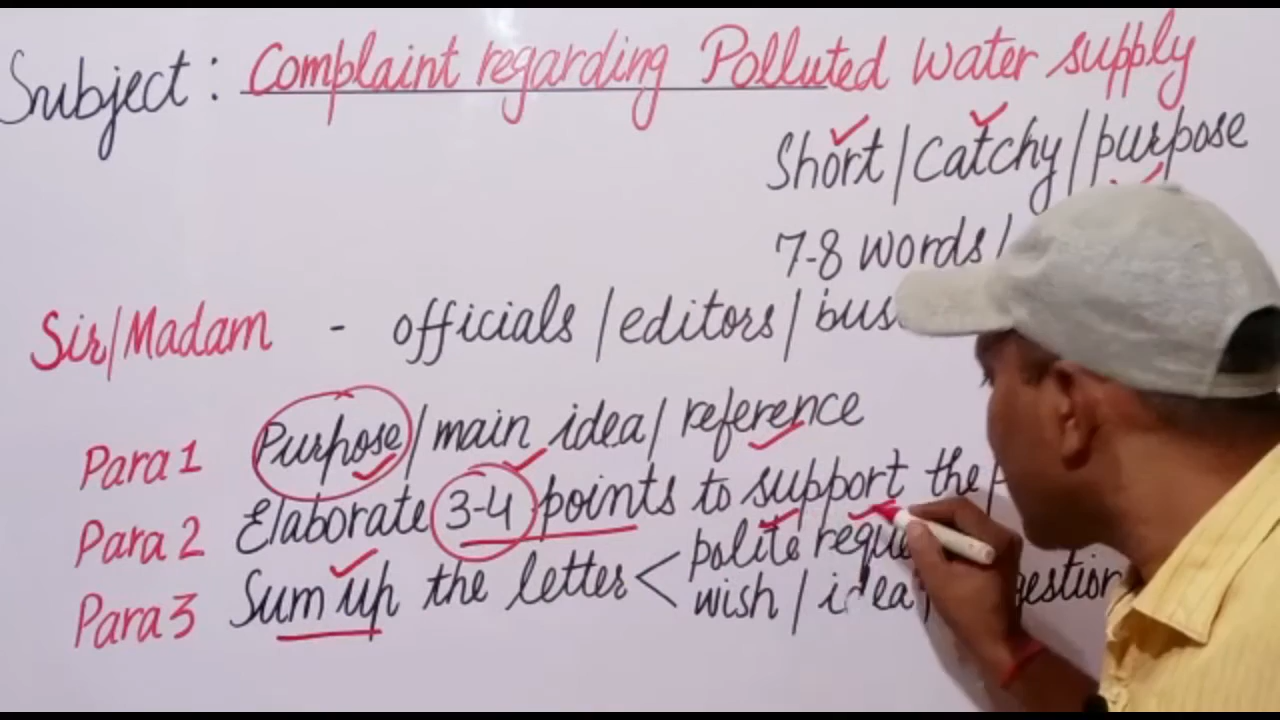 Subject : Complaint regarding Polluted Water supply
Short / Catchy / purpose
7-8 words /
Sir/Madam - officials / editors / bus
Para 1 Purpose / main idea / reference
Para 2 Elaborate 3-4 points to support the
Para 3 Sum up the letter < polite reque
wish / idea /